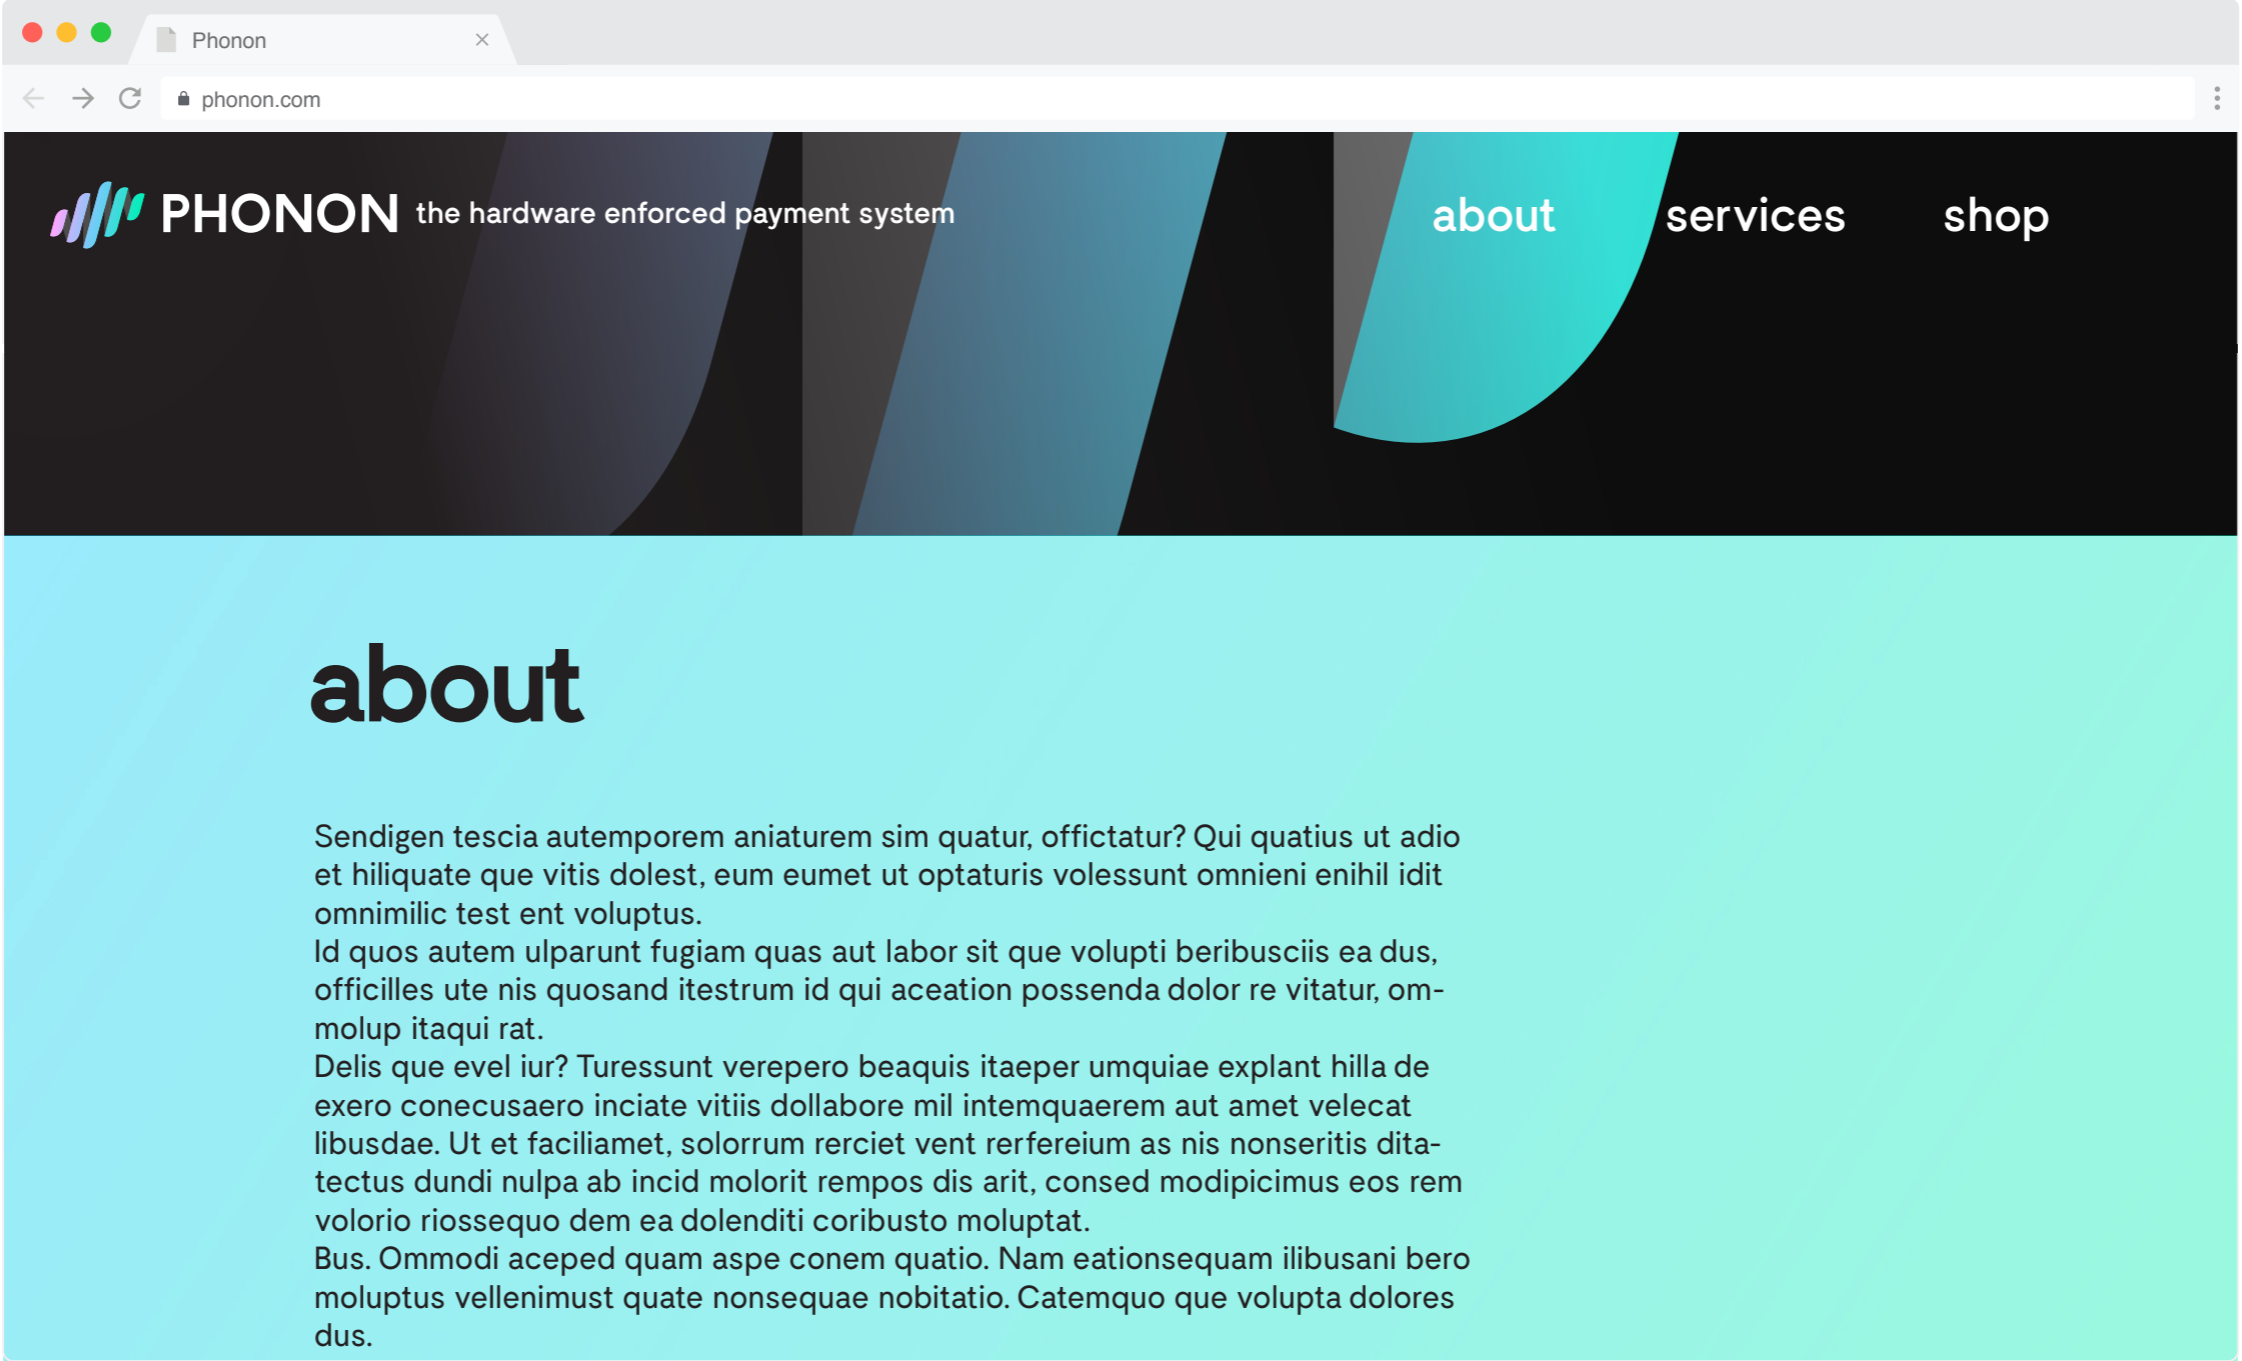 Phonon
phonon.com
PHONON the hardware enforced payment system
about services shop
about
Sendigen tescia autemporem aniaturem sim quatur, offictatur? Qui quatius ut adio
et hiliquate que vitis dolest, eum eumet ut optaturis volessunt omnieni enihil idit
omnimilic test ent voluptus.
Id quos autem ulparunt fugiam quas aut labor sit que volupti beribusciis ea dus,
officilles ute nis quosand itestrum id qui aceation possenda dolor re vitatur, om-
molup itaqui rat.
Delis que evel iur? Turessunt verepero beaquis itaeper umquiae explant hilla de
exero conecusaero inciate vitiis dollabore mil intemquaerem aut amet velecat
libusdae. Ut et faciliamet, solorrum rerciet vent rerfereium as nis nonseritis dita-
tectus dundi nulpa ab incid molorit rempos dis arit, consed modipicimus eos rem
volorio riossequo dem ea dolenditi coribusto moluptat.
Bus. Ommodi aceped quam aspe conem quatio. Nam eationsequam ilibusani bero
moluptus vellenimust quate nonsequae nobitatio. Catemquo que volupta dolores
dus.